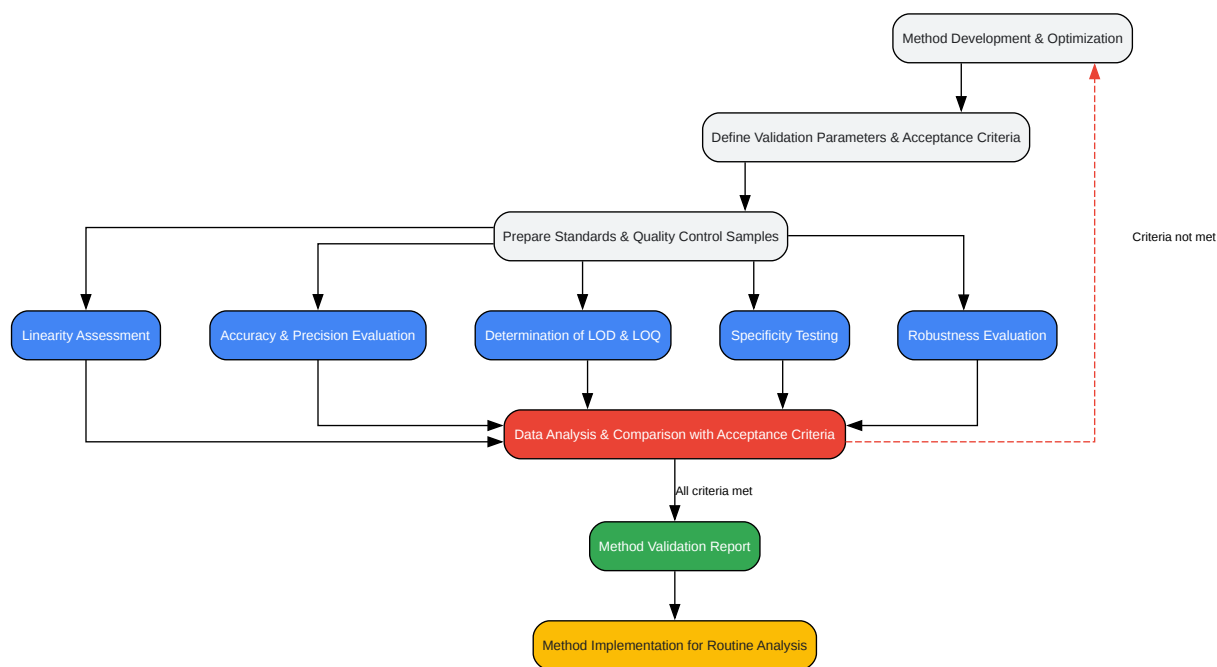 Method Development & Optimization
Define Validation Parameters & Acceptance Criteria
Prepare Standards & Quality Control Samples
Criteria not met
Linearity Assessment
Accuracy & Precision Evaluation
Determination of LOD & LOQ
Specificity Testing
Robustness Evaluation
Data Analysis & Comparison with Acceptance Criteria
All criteria met
Method Validation Report
Method Implementation for Routine Analysis